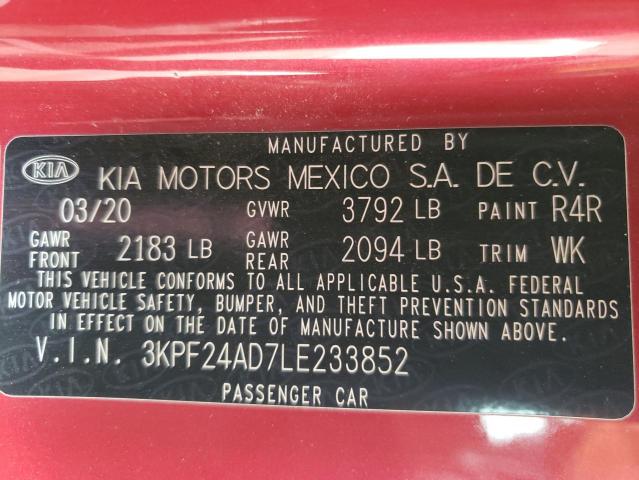 MANUFACTURED BY
KIA KIA MOTORS MEXICO S.A. DE C.V.
03/20 GVWR 3792 LB PAINT R4R
GAWR FRONT 2183 LB GAWR REAR 2094 LB TRIM WK
THIS VEHICLE CONFORMS TO ALL APPLICABLE U.S.A. FEDERAL
MOTOR VEHICLE SAFETY, BUMPER, AND THEFT PREVENTION STANDARDS
IN EFFECT ON THE DATE OF MANUFACTURE SHOWN ABOVE.
V.I.N. 3KPF24AD7LE233852
PASSENGER CAR